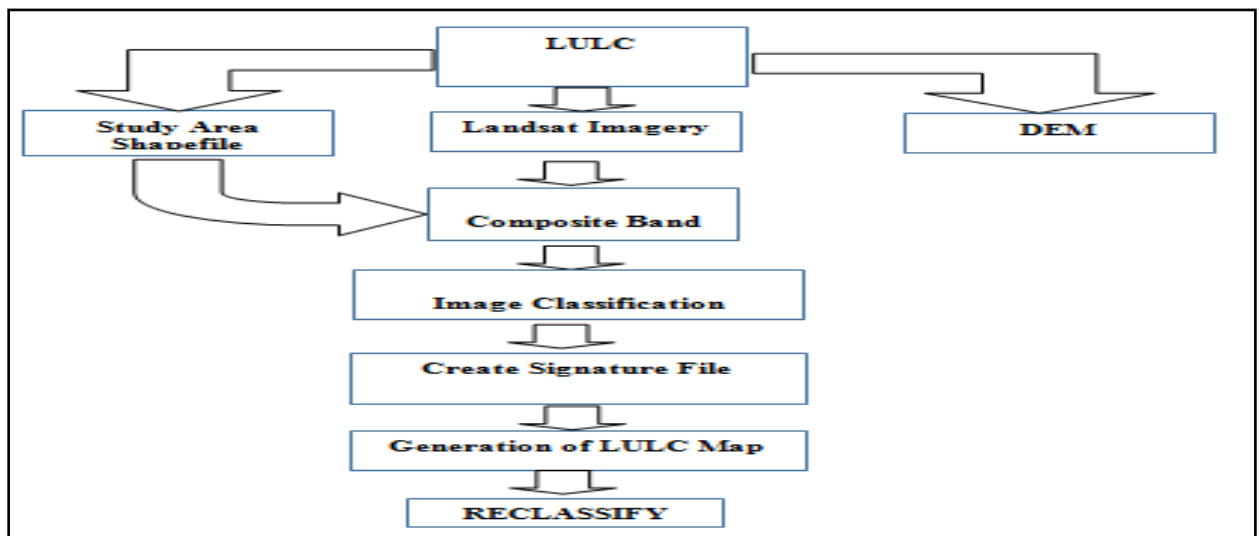 LULC
Study Area
Shapefile
Landsat Imagery
DEM
Composite Band
Image Classification
Create Signature File
Generation of LULC Map
RECLASSIFY